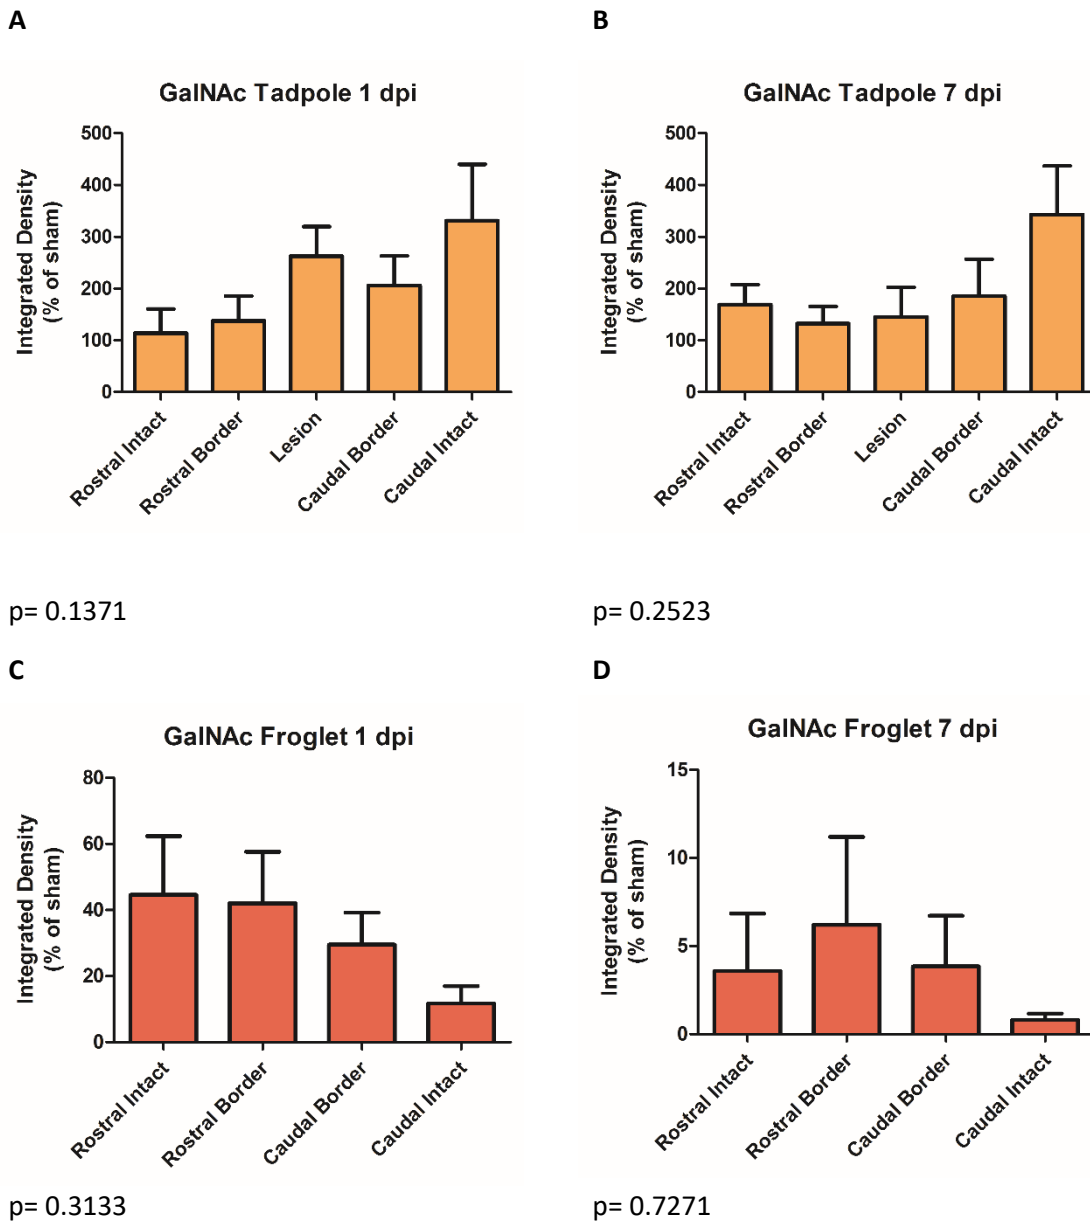 A
B
GalNAc Tadpole 1 dpi
Integrated Density
(% of sham)
500
400
300
200
100
0
Rostral Intact
Rostral Border
Lesion
Caudal Border
Caudal Intact
GalNAc Tadpole 7 dpi
Integrated Density
(% of sham)
500
400
300
200
100
0
Rostral Intact
Rostral Border
Lesion
Caudal Border
Caudal Intact
p= 0.1371
p= 0.2523
C
D
GalNAc Froglet 1 dpi
Integrated Density
(% of sham)
80
60
40
20
0
Rostral Intact
Rostral Border
Caudal Border
Caudal Intact
GalNAc Froglet 7 dpi
Integrated Density
(% of sham)
15
10
5
0
Rostral Intact
Rostral Border
Caudal Border
Caudal Intact
p= 0.3133
p= 0.7271